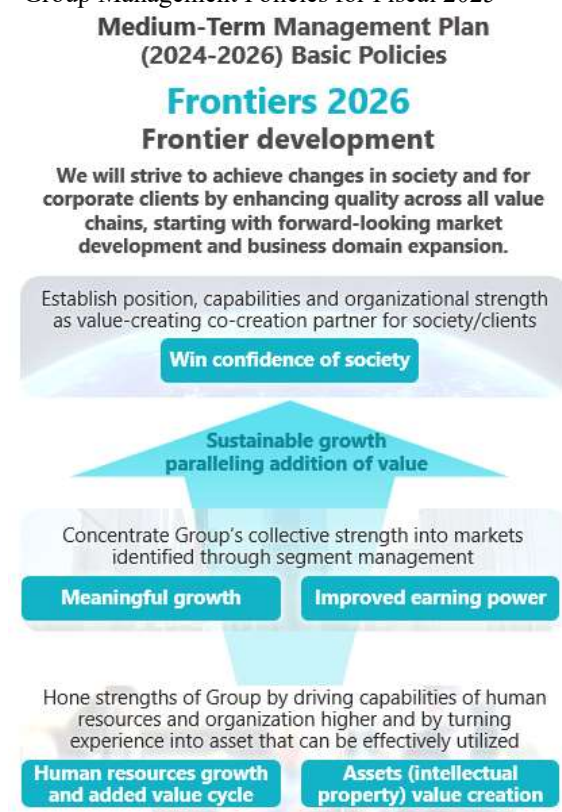 Group Management Policies for Fiscal 2025
Medium-Term Management Plan
(2024-2026) Basic Policies
Frontiers 2026
Frontier development
We will strive to achieve changes in society and for
corporate clients by enhancing quality across all value
chains, starting with forward-looking market
development and business domain expansion.
Establish position, capabilities and organizational strength
as value-creating co-creation partner for society/clients
Win confidence of society
Sustainable growth
paralleling addition of value
Concentrate Group's collective strength into markets
identified through segment management
Meaningful growth
Improved earning power
Hone strengths of Group by driving capabilities of human
resources and organization higher and by turning
experience into asset that can be effectively utilized
Human resources growth
and added value cycle
Assets (intellectual
property) value creation